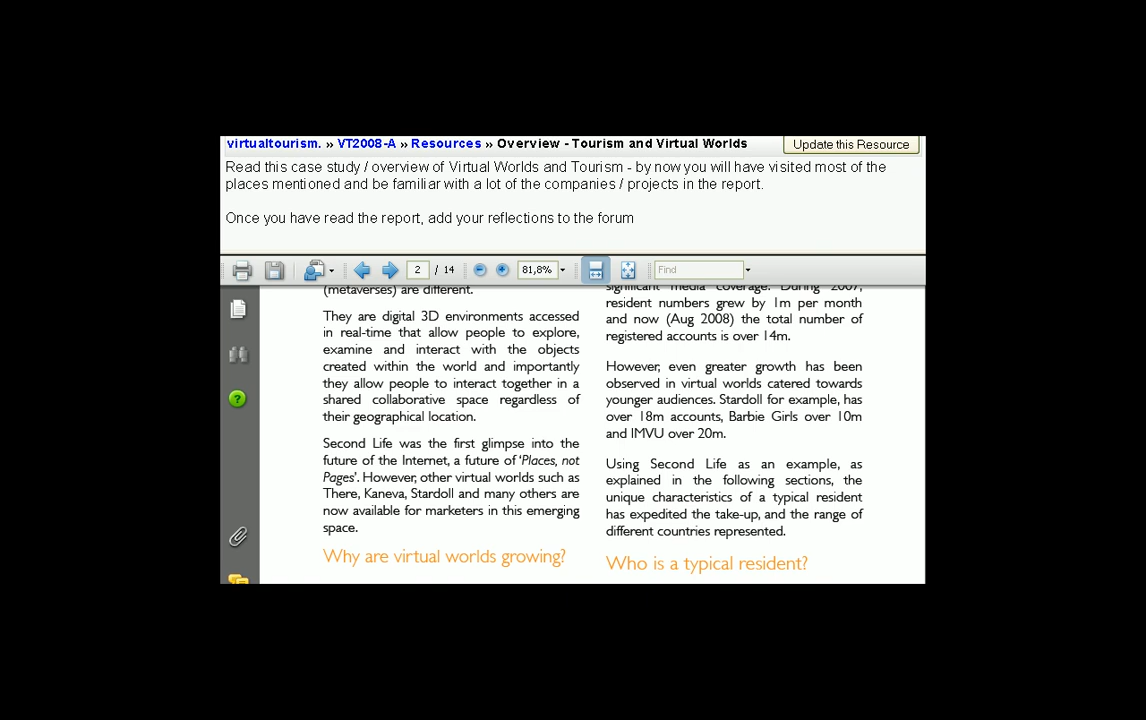 virtualtourism. » VT2008-A » Resources » Overview - Tourism and Virtual Worlds
Update this Resource
Read this case study / overview of Virtual Worlds and Tourism - by now you will have visited most of the
places mentioned and be familiar with a lot of the companies / projects in the report.
Once you have read the report, add your reflections to the forum
2 / 14
81,8%
Find
(metaverses) are different.
They are digital 3D environments accessed
in real-time that allow people to explore,
examine and interact with the objects
created within the world and importantly
they allow people to interact together in a
shared collaborative space regardless of
their geographical location.
Second Life was the first glimpse into the
future of the Internet, a future of ‘Places, not
Pages’. However, other virtual worlds such as
There, Kaneva, Stardoll and many others are
now available for marketers in this emerging
space.
Why are virtual worlds growing?
significant media coverage. During 2007,
resident numbers grew by 1m per month
and now (Aug 2008) the total number of
registered accounts is over 14m.
However, even greater growth has been
observed in virtual worlds catered towards
younger audiences. Stardoll for example, has
over 18m accounts, Barbie Girls over 10m
and IMVU over 20m.
Using Second Life as an example, as
explained in the following sections, the
unique characteristics of a typical resident
has expedited the take-up, and the range of
different countries represented.
Who is a typical resident?